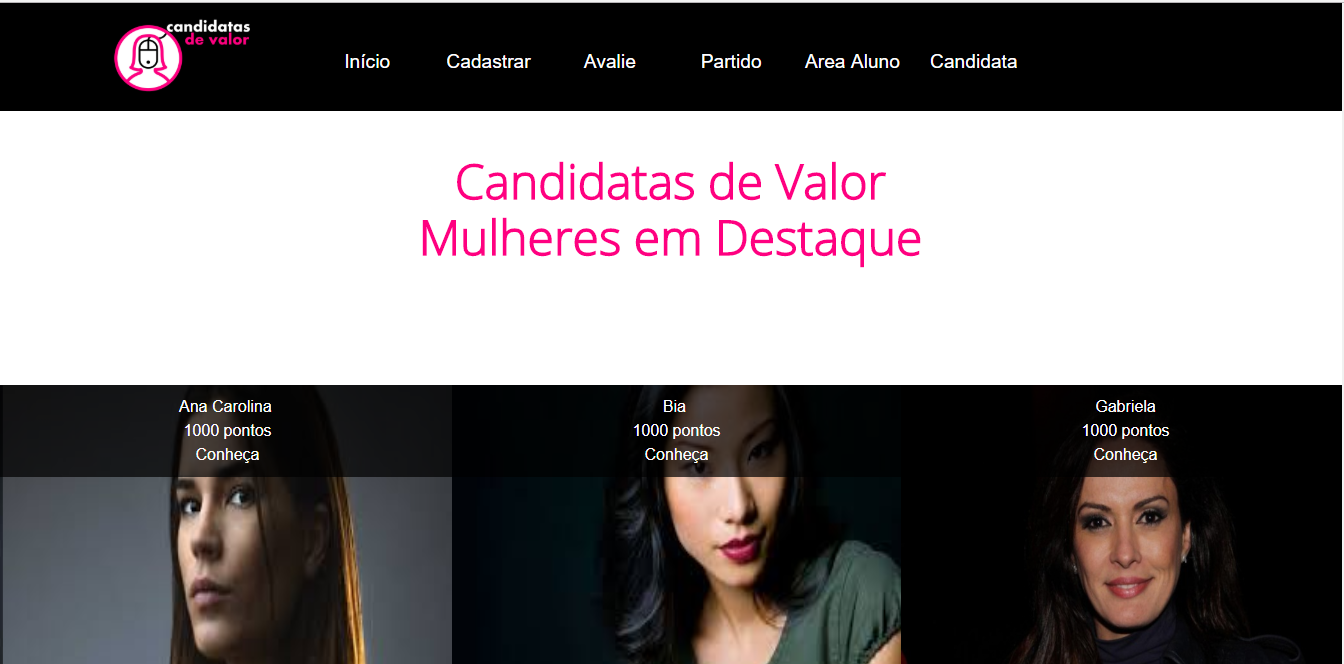 candidatas
de valor
Início Cadastrar Avalie Partido Area Aluno Candidata
Candidatas de Valor
Mulheres em Destaque
Ana Carolina
1000 pontos
Conheça
Bia
1000 pontos
Conheça
Gabriela
1000 pontos
Conheça